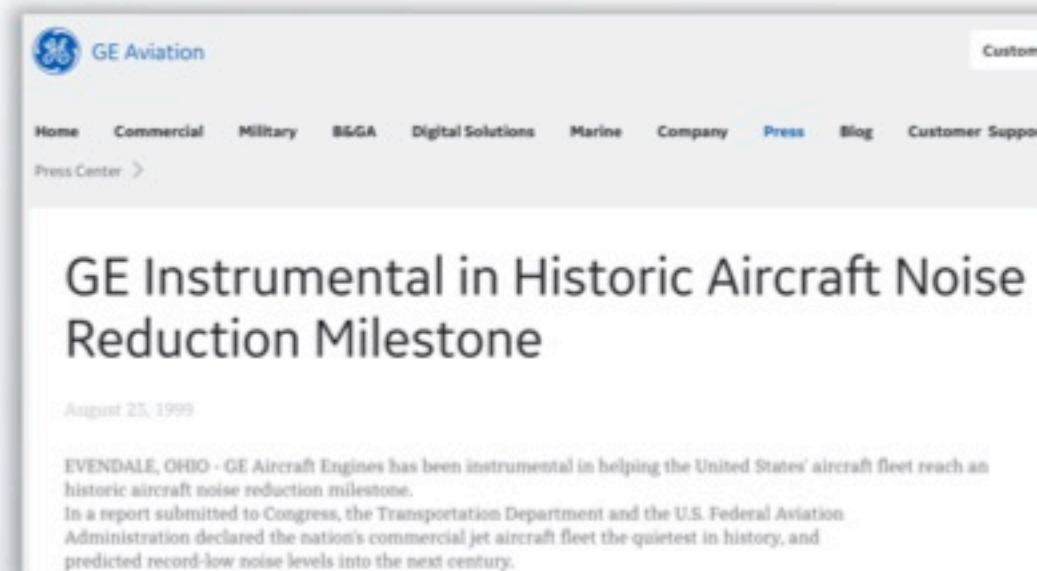 GE Aviation
Custom
Home Commercial Military B&GA Digital Solutions Marine Company Press Blog Customer Suppo
Press Center >
GE Instrumental in Historic Aircraft Noise
Reduction Milestone
August 23, 1999
EVENDALE, OHIO - GE Aircraft Engines has been instrumental in helping the United States' aircraft fleet reach an
historic aircraft noise reduction milestone.
In a report submitted to Congress, the Transportation Department and the U.S. Federal Aviation
Administration declared the nation's commercial jet aircraft fleet the quietest in history, and
predicted record-low noise levels into the next century.